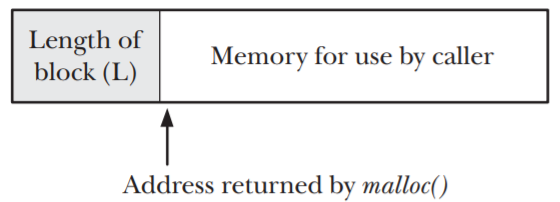 Length of
block (L)
Memory for use by caller
Address returned by malloc()